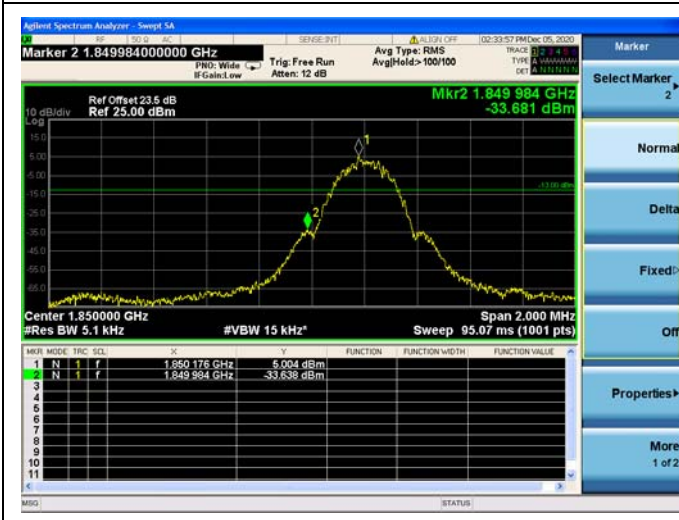 Agilent Spectrum Analyzer - Swept SA
RF 50 Ω AC SENSE:INT ALIGN OFF 02:33:57 PM Dec 05, 2020
Marker 2 1.849984000000 GHz
PNO: Wide Trig: Free Run
IFGain:Low Atten: 12 dB
Avg Type: RMS
Avg|Hold:>100/100
TRACE 1 2 3 4 5 6
TYPE A
DET A N N N N N
Ref Offset 23.5 dB
10 dB/div Ref 25.00 dBm
Log
Mkr2 1.849 984 GHz
-33.681 dBm
15.0
5.00
-5.00
-15.0
-25.0
-35.0
-45.0
-55.0
-65.0
1
2
-13.00 dBm
Center 1.850000 GHz Span 2.000 MHz
#Res BW 5.1 kHz #VBW 15 kHz* Sweep 95.07 ms (1001 pts)
MKR MODE TRC SCL X Y FUNCTION FUNCTION WIDTH FUNCTION VALUE
1 N 1 f 1.850 176 GHz 5.004 dBm
2 N 1 f 1.849 984 GHz -33.638 dBm
3
4
5
6
7
8
9
10
11
MSG STATUS
Marker
Select Marker
2
Normal
Delta
Fixed
Off
Properties
More
1 of 2